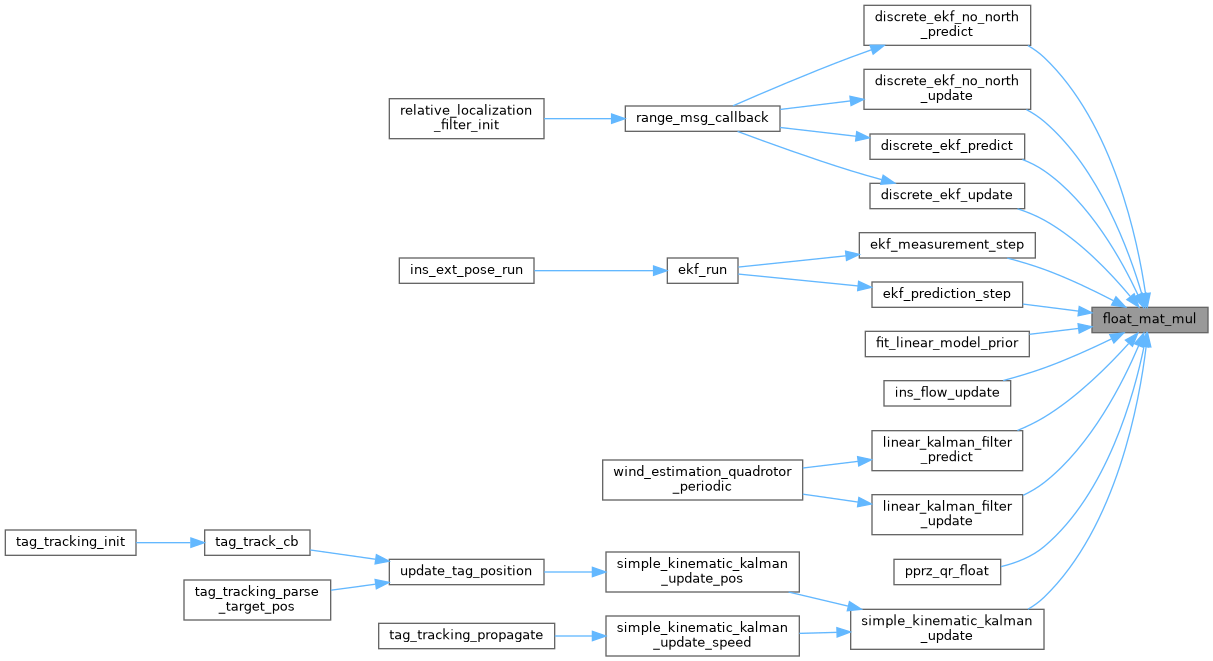 discrete_ekf_no_north
_predict
discrete_ekf_no_north
_update
relative_localization
_filter_init
range_msg_callback
discrete_ekf_predict
discrete_ekf_update
ekf_measurement_step
ins_ext_pose_run
ekf_run
ekf_prediction_step
float_mat_mul
fit_linear_model_prior
ins_flow_update
linear_kalman_filter
_predict
wind_estimation_quadrotor
_periodic
linear_kalman_filter
_update
tag_tracking_init
tag_track_cb
update_tag_position
simple_kinematic_kalman
_update_pos
pprz_qr_float
tag_tracking_parse
_target_pos
simple_kinematic_kalman
_update
tag_tracking_propagate
simple_kinematic_kalman
_update_speed